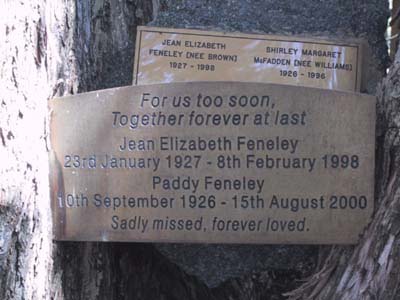 JEAN ELIZABETH
FENELEY [NEE BROWN]
1927 - 1998
SHIRLEY MARGARET
McFADDEN [NEE WILLIAMS]
1926 - 1996
For us too soon,
Together forever at last
Jean Elizabeth Feneley
23rd January 1927 - 8th February 1998
Paddy Feneley
10th September 1926 - 15th August 2000
Sadly missed, forever loved.